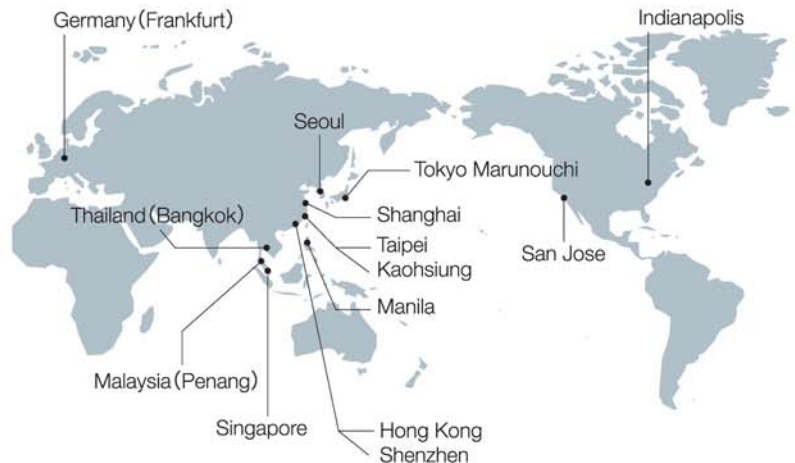 Germany(Frankfurt)
Indianapolis
Seoul
Tokyo Marunouchi
Thailand(Bangkok)
Shanghai
Taipei
Kaohsiung
San Jose
Manila
Malaysia(Penang)
Singapore
Hong Kong
Shenzhen